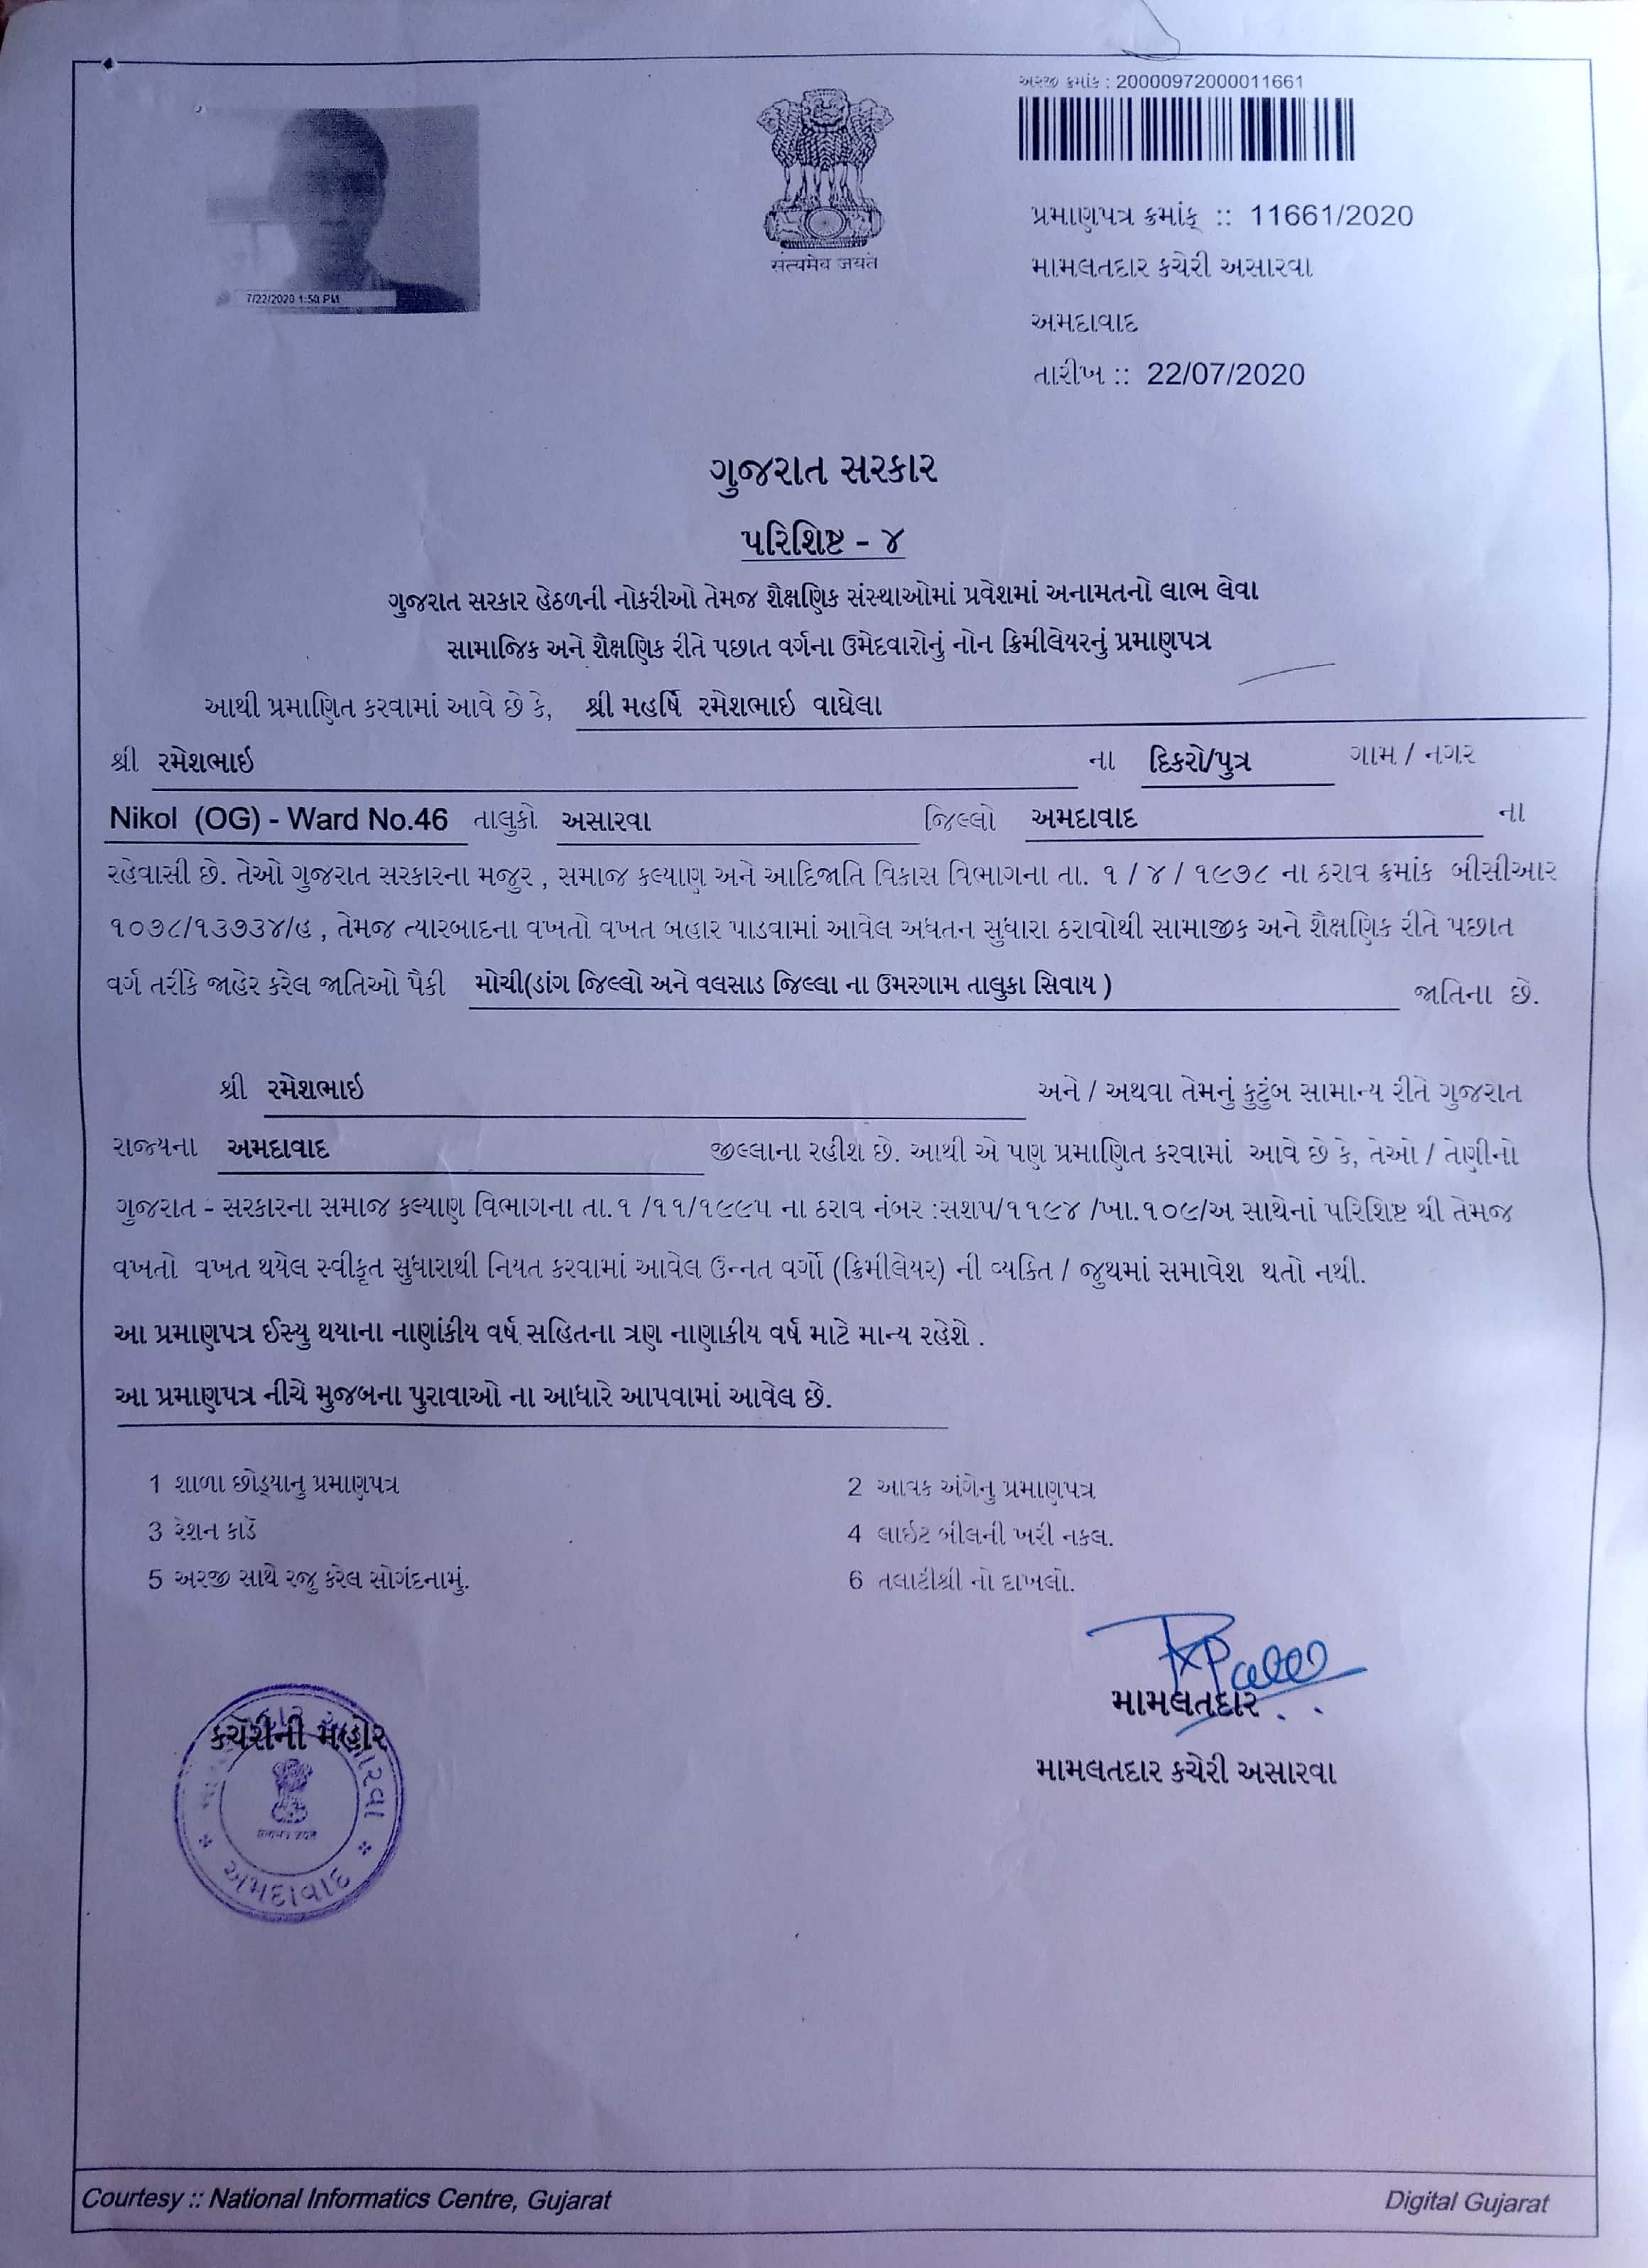 અરજી ક્રમાંક : 20000972000011661
7/22/2020 1:50 PM
सत्यमेव जयते
પ્રમાણપત્ર ક્રમાંક્ :: 11661/2020
મામલતદાર કચેરી અસારવા
અમદાવાદ
તારીખ :: 22/07/2020
ગુજરાત સરકાર
પરિશિષ્ટ - ૪
ગુજરાત સરકાર હેઠળની નોકરીઓ તેમજ શૈક્ષણિક સંસ્થાઓમાં પ્રવેશમાં અનામતનો લાભ લેવા
સામાજિક અને શૈક્ષણિક રીતે પછાત વર્ગના ઉમેદવારોનું નોન ક્રિમીલેયરનું પ્રમાણપત્ર
આથી પ્રમાણિત કરવામાં આવે છે કે, શ્રી મહર્ષિ રમેશભાઇ વાઘેલા
શ્રી રમેશભાઇ ના દિકરો/પુત્ર ગામ / નગર
Nikol (OG) - Ward No.46 તાલુકો અસારવા જિલ્લો અમદાવાદ ના
રહેવાસી છે. તેઓ ગુજરાત સરકારના મજુર , સમાજ કલ્યાણ અને આદિજાતિ વિકાસ વિભાગના તા. ૧ / ૪ / ૧૯૭૮ ના ઠરાવ ક્રમાંક બીસીઆર
૧૦૭૮/૧૩૭૩૪/હ , તેમજ ત્યારબાદના વખતો વખત બહાર પાડવામાં આવેલ અધતન સુધારા ઠરાવોથી સામાજીક અને શૈક્ષણિક રીતે પછાત
વર્ગ તરીકે જાહેર કરેલ જાતિઓ પૈકી મોચી(ડાંગ જિલ્લો અને વલસાડ જિલ્લા ના ઉમરગામ તાલુકા સિવાય ) જાતિના છે.
શ્રી રમેશભાઇ અને / અથવા તેમનું કુટુંબ સામાન્ય રીતે ગુજરાત
રાજ્યના અમદાવાદ જીલ્લાના રહીશ છે. આથી એ પણ પ્રમાણિત કરવામાં આવે છે કે, તેઓ / તેણીનો
ગુજરાત - સરકારના સમાજ કલ્યાણ વિભાગના તા.૧ /૧૧/૧૯૯૫ ના ઠરાવ નંબર :સશપ/૧૧૯૪ /ખા.૧૦૯/અ સાથેનાં પરિશિષ્ટ થી તેમજ
વખતો વખત થયેલ સ્વીકૃત સુધારાથી નિયત કરવામાં આવેલ ઉન્નત વર્ગો (ક્રિમીલેયર) ની વ્યકિત / જુથમાં સમાવેશ થતો નથી.
આ પ્રમાણપત્ર ઈસ્યુ થયાના નાણાંકીય વર્ષ સહિતના ત્રણ નાણાકીય વર્ષ માટે માન્ય રહેશે .
આ પ્રમાણપત્ર નીચે મુજબના પુરાવાઓ ના આધારે આપવામાં આવેલ છે.
1 શાળા છોડ્યાનુ પ્રમાણપત્ર 2 આવક અંગેનુ પ્રમાણપત્ર
3 રેશન કાર્ડ 4 લાઇટ બીલની ખરી નકલ.
5 અરજી સાથે રજુ કરેલ સોગંદનામું. 6 તલાટીશ્રી નો દાખલો.
મામલતદાર
કચેરીની મહોર
મામલતદાર કચેરી અસારવા
અમદાવાદ
Courtesy :: National Informatics Centre, Gujarat Digital Gujarat